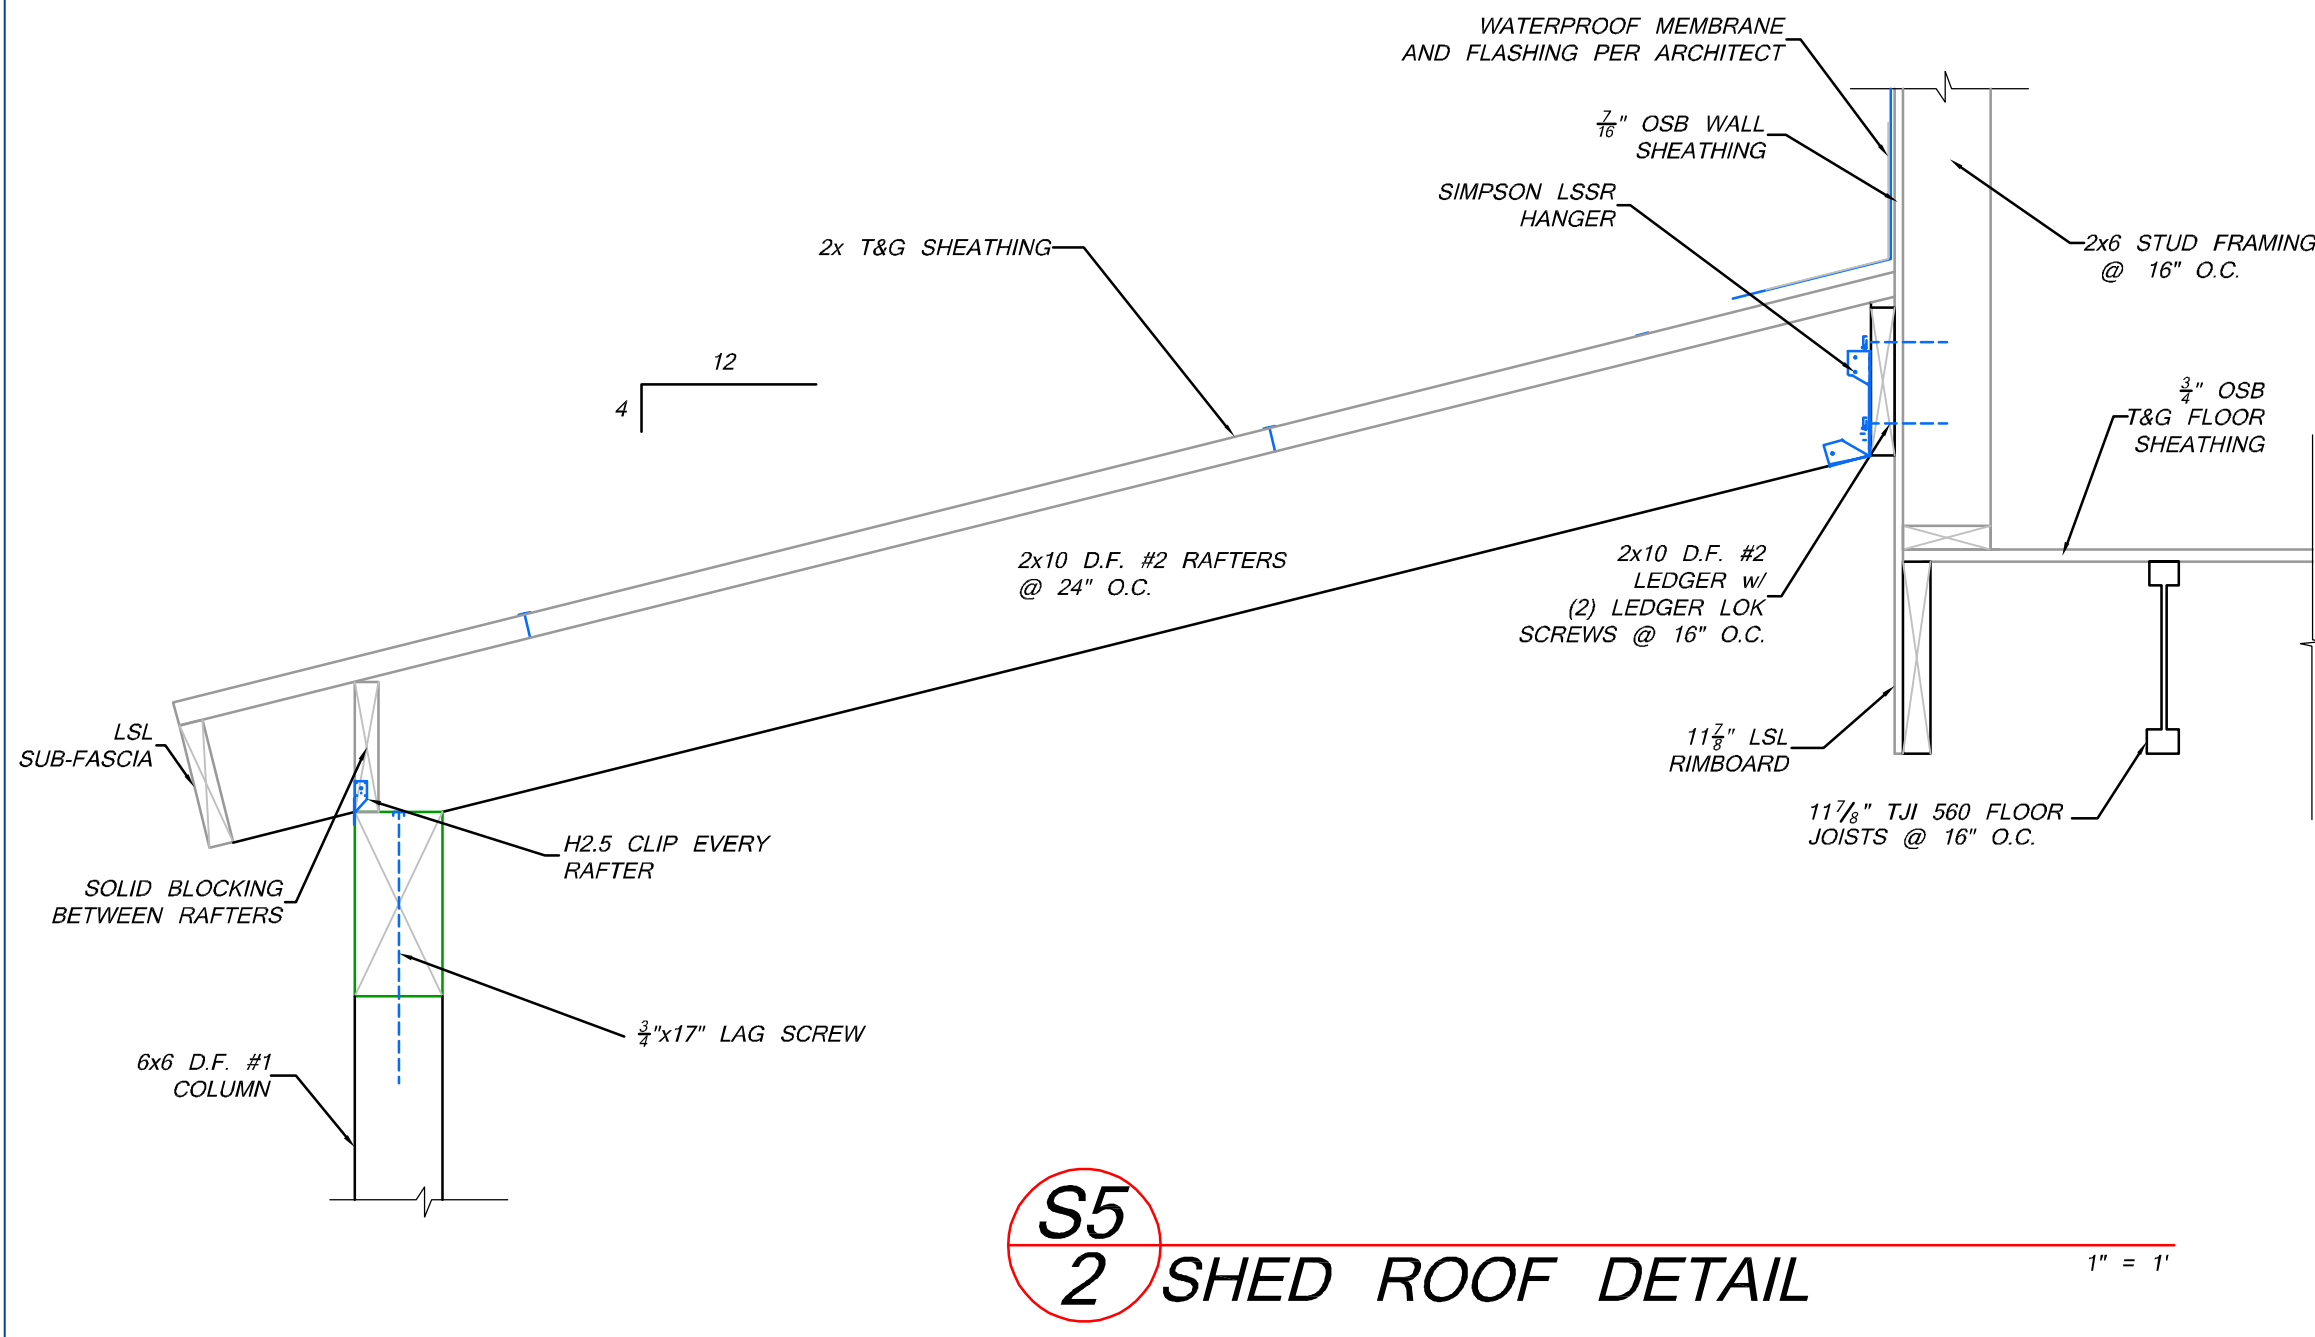 WATERPROOF MEMBRANE
AND FLASHING PER ARCHITECT
7/16" OSB WALL
SHEATHING
SIMPSON LSSR
HANGER
2x T&G SHEATHING
2x6 STUD FRAMING
@ 16" O.C.
12
4
3/4" OSB
T&G FLOOR
SHEATHING
2x10 D.F. #2 RAFTERS
@ 24" O.C.
2x10 D.F. #2
LEDGER w/
(2) LEDGER LOK
SCREWS @ 16" O.C.
LSL
SUB-FASCIA
11 7/8" LSL
RIMBOARD
11 7/8" TJI 560 FLOOR
JOISTS @ 16" O.C.
H2.5 CLIP EVERY
RAFTER
SOLID BLOCKING
BETWEEN RAFTERS
3/4"x17" LAG SCREW
6x6 D.F. #1
COLUMN
S5
2
SHED ROOF DETAIL
1" = 1'